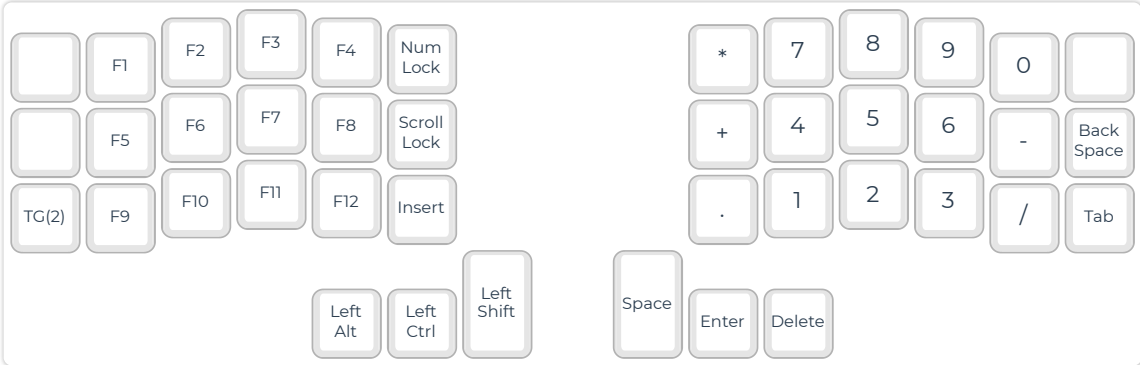 F1
F2
F3
F4
Num
Lock
*
7
8
9
0
F5
F6
F7
F8
Scroll
Lock
+
4
5
6
-
Back
Space
TG(2)
F9
F10
F11
F12
Insert
.
1
2
3
/
Tab
Left
Alt
Left
Ctrl
Left
Shift
Space
Enter
Delete